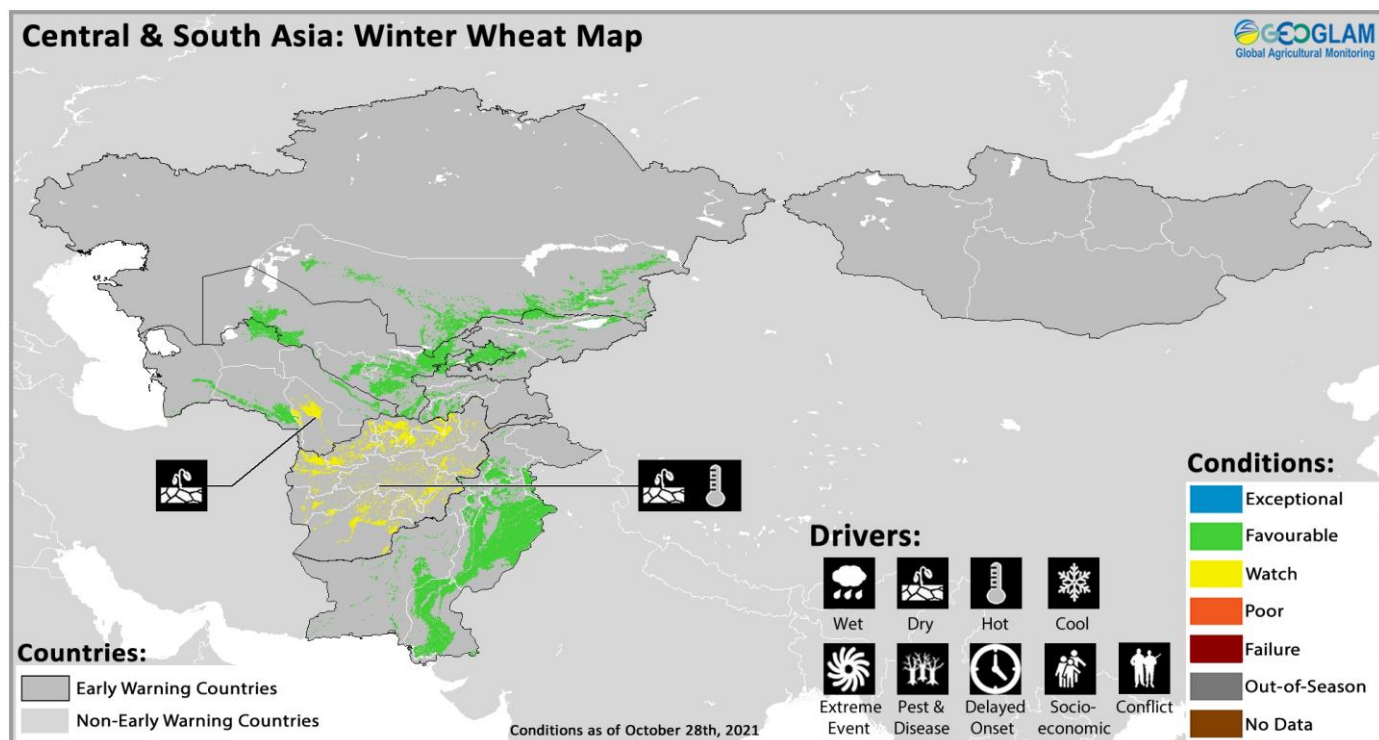 Central & South Asia: Winter Wheat Map
GEOGLAM
Global Agricultural Monitoring
Countries:
Early Warning Countries
Non-Early Warning Countries
Conditions as of October 28th, 2021
Drivers:
Wet
Dry
Hot
Cool
Extreme
Event
Pest &
Disease
Delayed
Onset
Socio-
economic
Conflict
Conditions:
Exceptional
Favourable
Watch
Poor
Failure
Out-of-Season
No Data